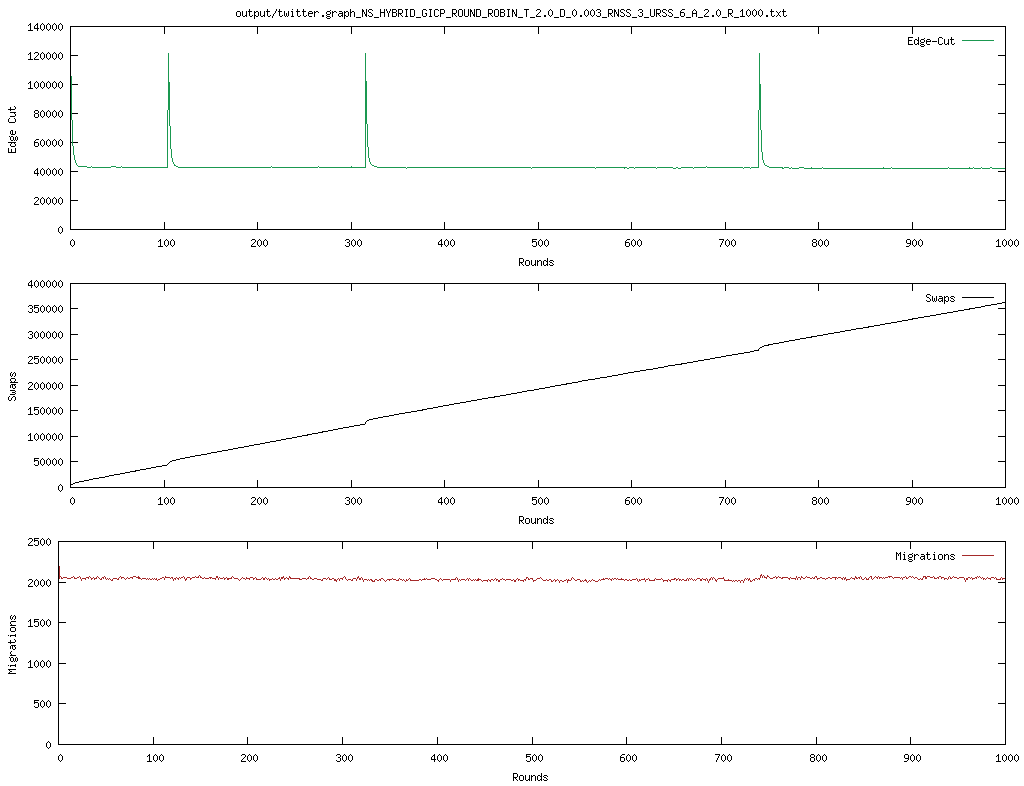 output/twitter.graph_NS_HYBRID_GICP_ROUND_ROBIN_T_2.0_D_0.003_RNSS_3_URSS_6_A_2.0_R_1000.txt
140000
120000
100000
80000
60000
40000
20000
0
Edge Cut
Edge-Cut
0 100 200 300 400 500 600 700 800 900 1000
Rounds
400000
350000
300000
250000
200000
150000
100000
50000
0
Swaps
Swaps
0 100 200 300 400 500 600 700 800 900 1000
Rounds
2500
2000
1500
1000
500
0
Migrations
Migrations
0 100 200 300 400 500 600 700 800 900 1000
Rounds